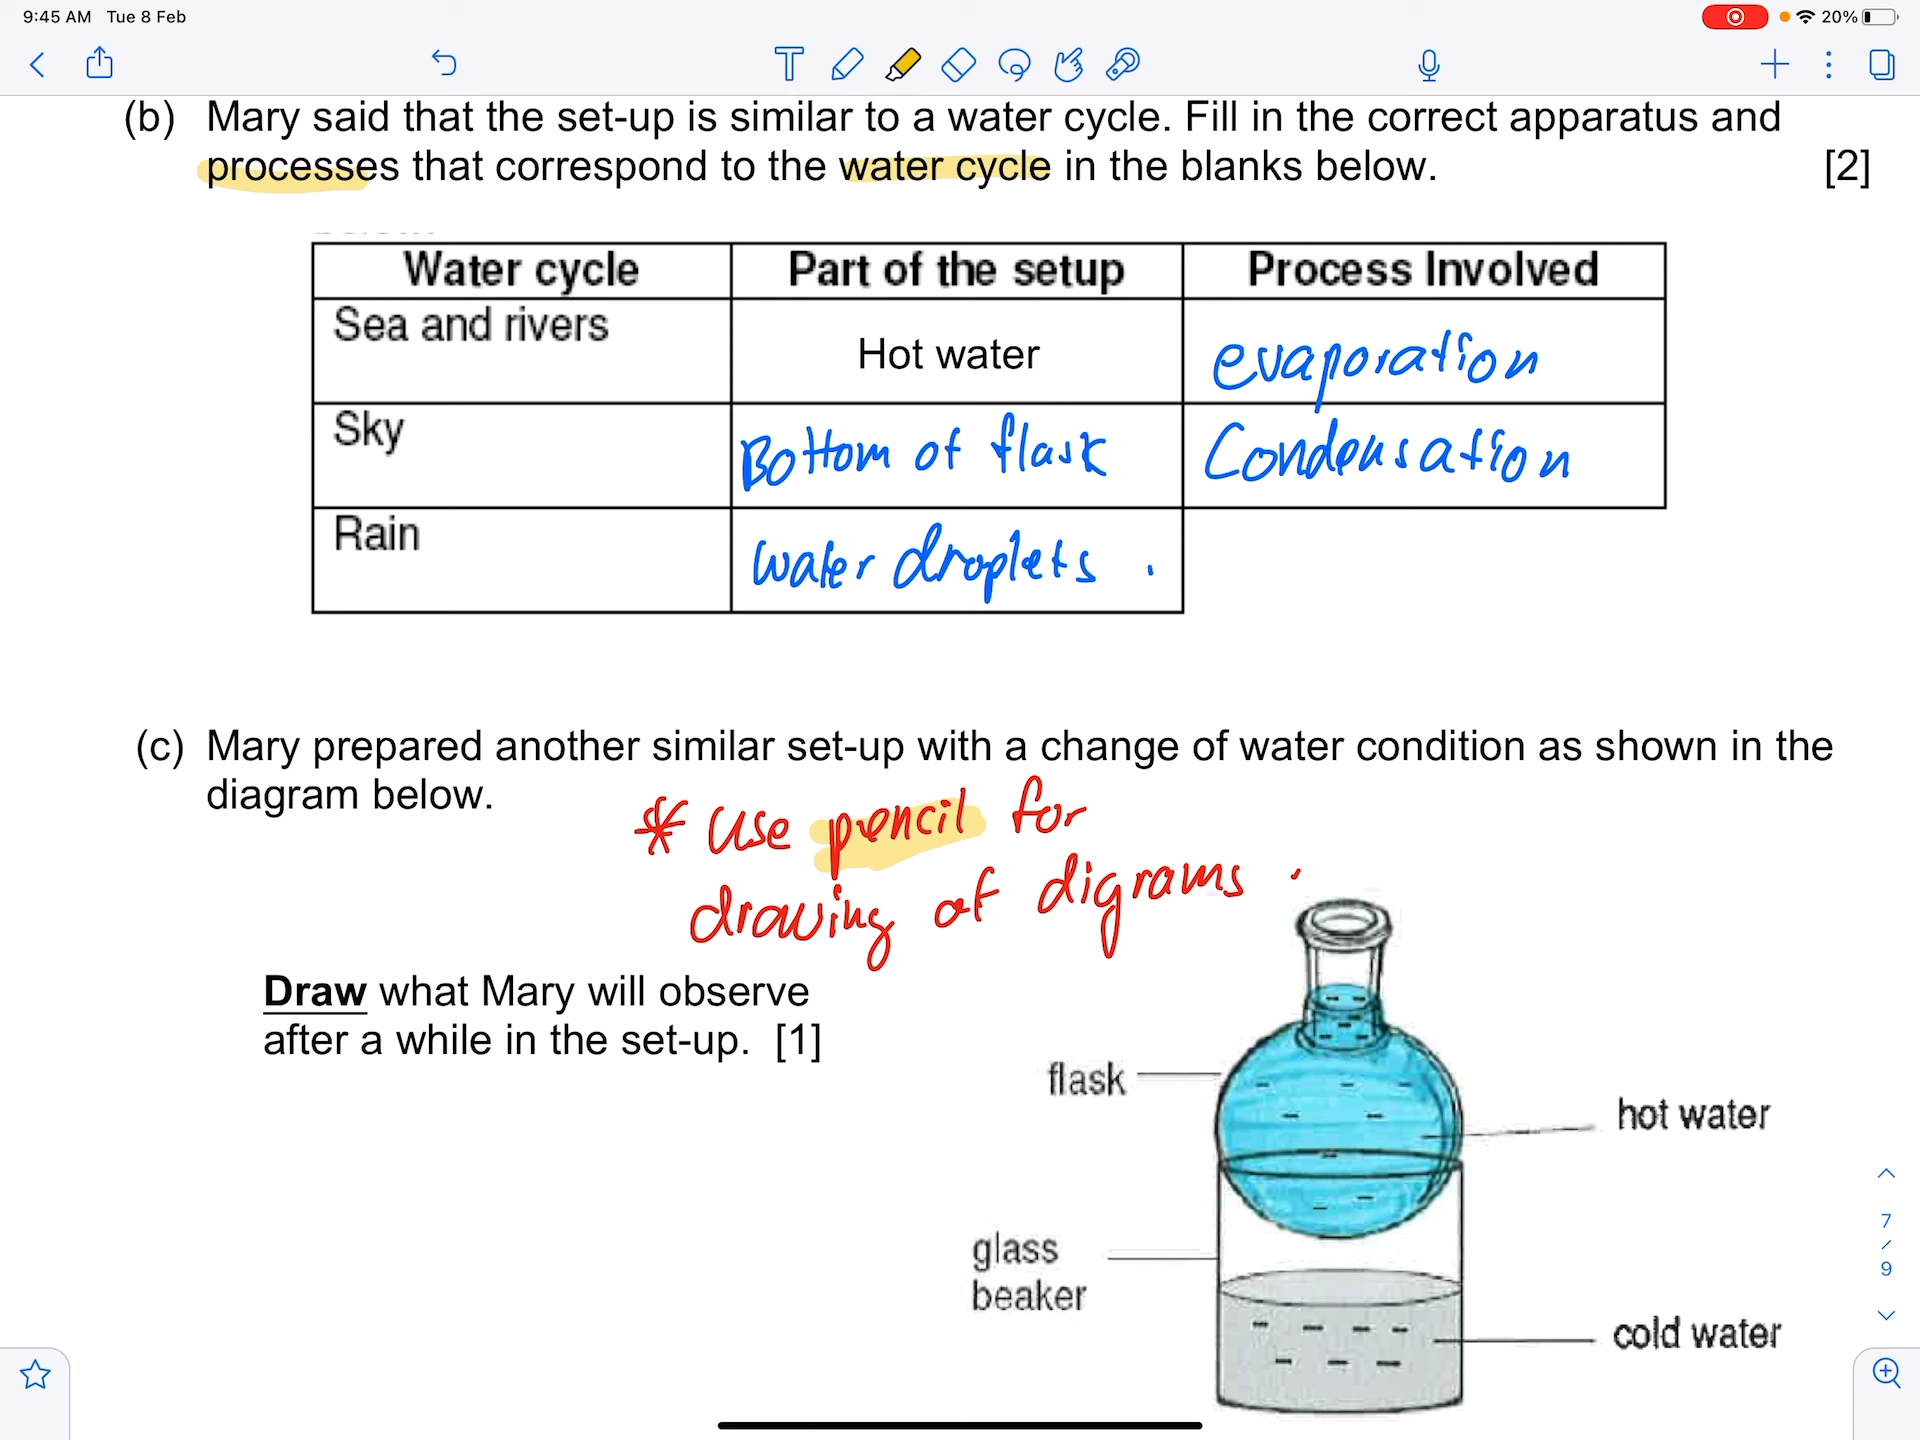 9:45 AM Tue 8 Feb
20%
(b) Mary said that the set-up is similar to a water cycle. Fill in the correct apparatus and
processes that correspond to the water cycle in the blanks below. [2]
Water cycle Part of the setup Process Involved
Sea and rivers Hot water evaporation
Sky Bottom of flask Condensation
Rain water droplets .
(c) Mary prepared another similar set-up with a change of water condition as shown in the
diagram below.
* Use pencil for
drawing of digrams .
Draw what Mary will observe
after a while in the set-up. [1]
flask
hot water
glass
beaker
cold water
7
/
9